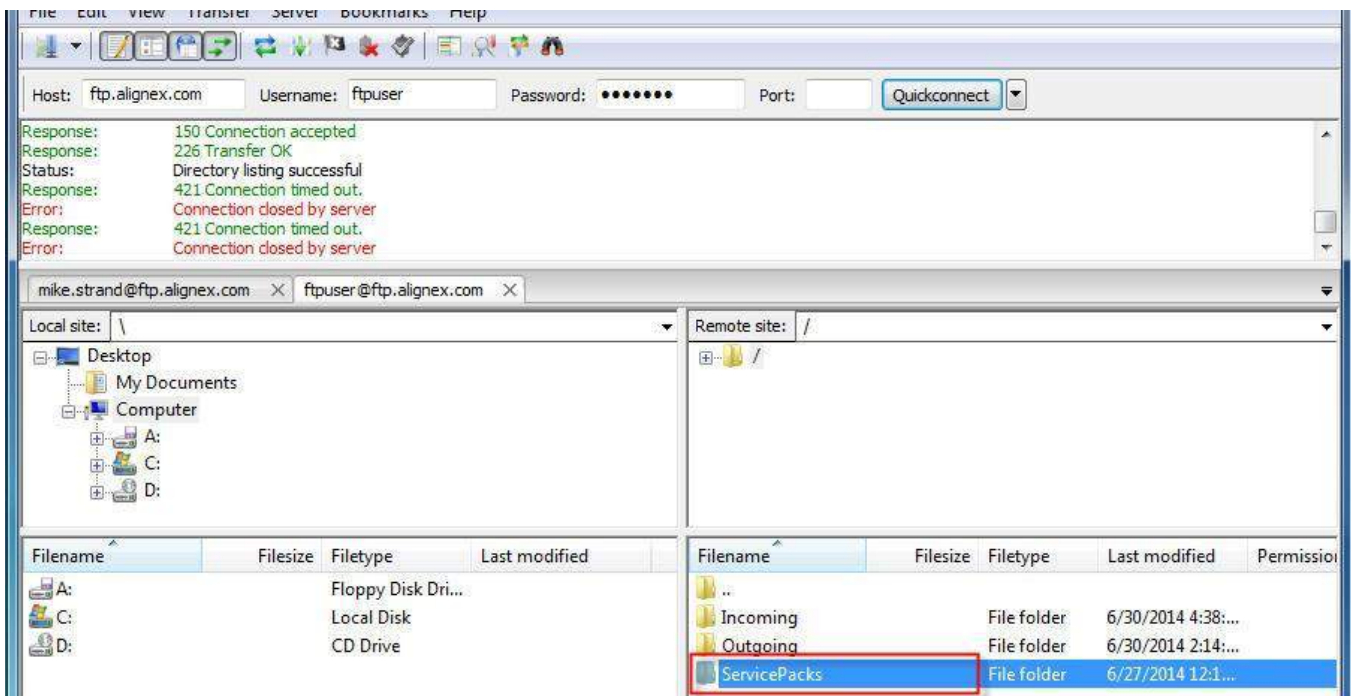 File Edit View Transfer Server Bookmarks Help
Host: ftp.alignex.com Username: ftpuser Password: ●●●●●●● Port: Quickconnect
Response: 150 Connection accepted
Response: 226 Transfer OK
Status: Directory listing successful
Response: 421 Connection timed out.
Error: Connection closed by server
Response: 421 Connection timed out.
Error: Connection closed by server
mike.strand@ftp.alignex.com ftpuser@ftp.alignex.com
Local site: \
Desktop
My Documents
Computer
A:
C:
D:
Remote site: /
/
Filename Filesize Filetype Last modified
A: Floppy Disk Dri...
C: Local Disk
D: CD Drive
Filename Filesize Filetype Last modified Permission
..
Incoming File folder 6/30/2014 4:38:...
Outgoing File folder 6/30/2014 2:14:...
ServicePacks File folder 6/27/2014 12:1...